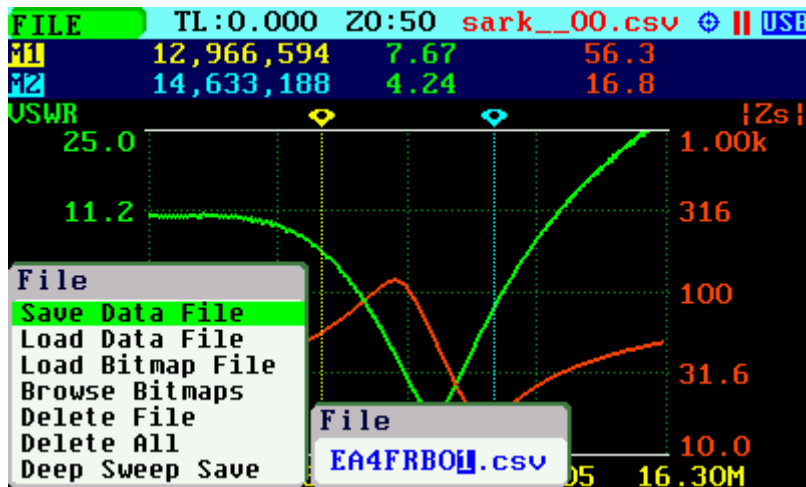 FILE TL:0.000 Z0:50 sark__00.csv USB
M1 12,966,594 7.67 56.3
M2 14,633,188 4.24 16.8
VSWR |Zs|
25.0 1.00k
11.2 316
100
31.6
10.0
File
Save Data File
Load Data File
Load Bitmap File
Browse Bitmaps
Delete File
Delete All
Deep Sweep Save
File
EA4FRB01.csv
05 16.30M